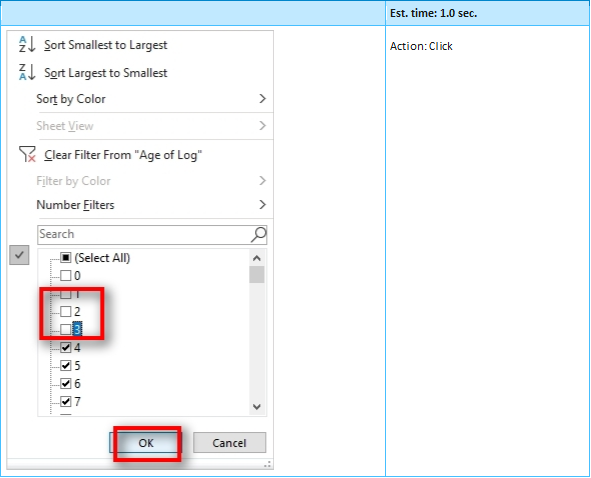 Est. time: 1.0 sec.
Action: Click
Sort Smallest to Largest
Sort Largest to Smallest
Sort by Color
Sheet View
Clear Filter From "Age of Log"
Filter by Color
Number Filters
Search
(Select All)
0
1
2
3
4
5
6
7
OK
Cancel